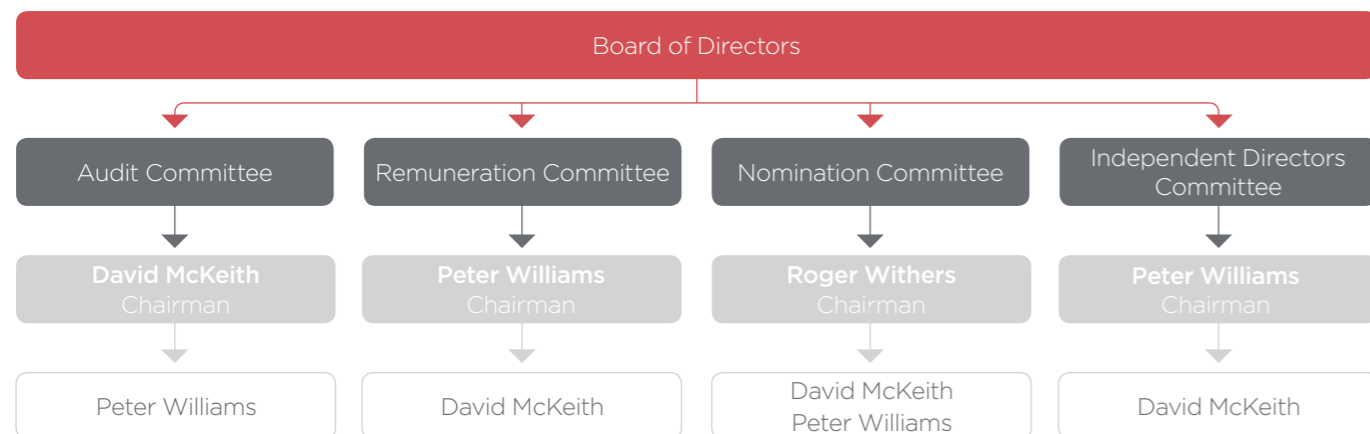 Board of Directors
Audit Committee
Remuneration Committee
Nomination Committee
Independent Directors
Committee
David McKeith
Chairman
Peter Williams
Chairman
Roger Withers
Chairman
Peter Williams
Chairman
Peter Williams
David McKeith
David McKeith
Peter Williams
David McKeith